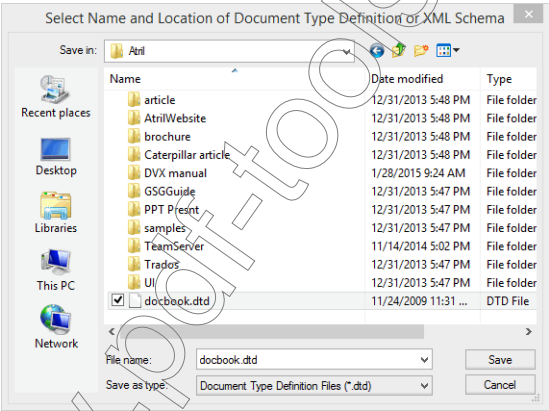 Select Name and Location of Document Type Definition or XML Schema
Save in: Atril
Name Date modified Type
article 12/31/2013 5:48 PM File folder
AtrilWebsite 12/31/2013 5:48 PM File folder
brochure 12/31/2013 5:48 PM File folder
Caterpillar article 12/31/2013 5:48 PM File folder
DVX manual 1/28/2015 9:24 AM File folder
GSGGuide 12/31/2013 5:47 PM File folder
PPT Presnt 12/31/2013 5:47 PM File folder
samples 12/31/2013 5:47 PM File folder
TeamServer 11/14/2014 5:02 PM File folder
Trados 12/31/2013 5:47 PM File folder
UI 12/31/2013 5:47 PM File folder
docbook.dtd 11/24/2009 11:31 ... DTD File
Recent places
Desktop
Libraries
This PC
Network
File name: docbook.dtd Save
Save as type: Document Type Definition Files (*.dtd) Cancel